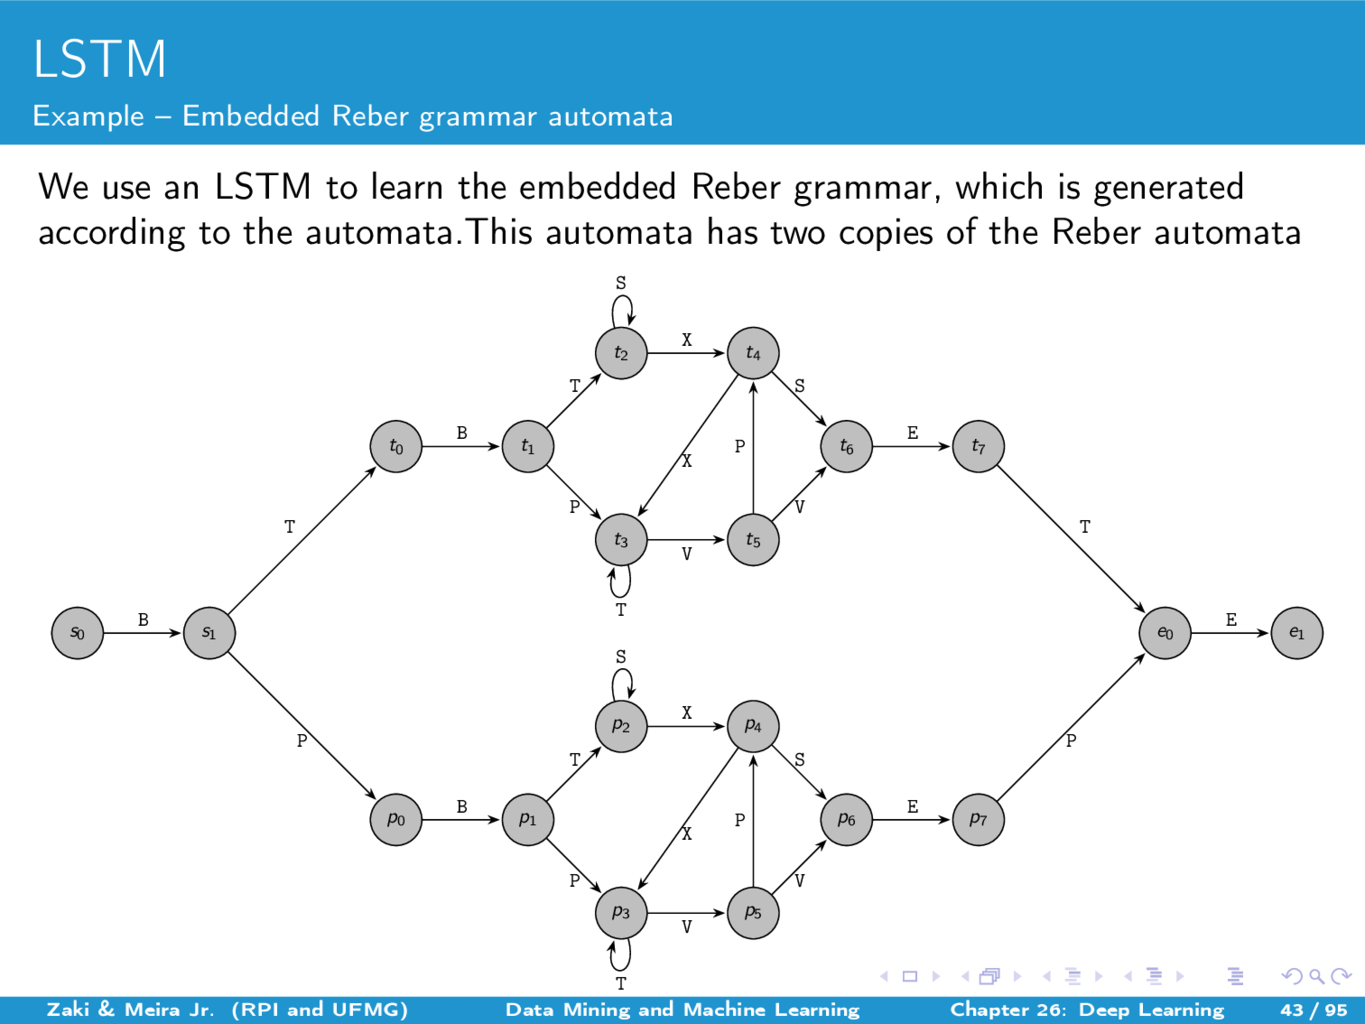 LSTM
Example – Embedded Reber grammar automata
We use an LSTM to learn the embedded Reber grammar, which is generated
according to the automata.This automata has two copies of the Reber automata
S
t2 X t4
T S
t0 B t1 X P t6 E t7
P V
T t3 V t5 T
T
s0 B s1 e0 E e1
S
p2 X p4
P T S P
p0 B p1 X P p6 E p7
P V
p3 V p5
T
Zaki & Meira Jr. (RPI and UFMG) Data Mining and Machine Learning Chapter 26: Deep Learning 43 / 95